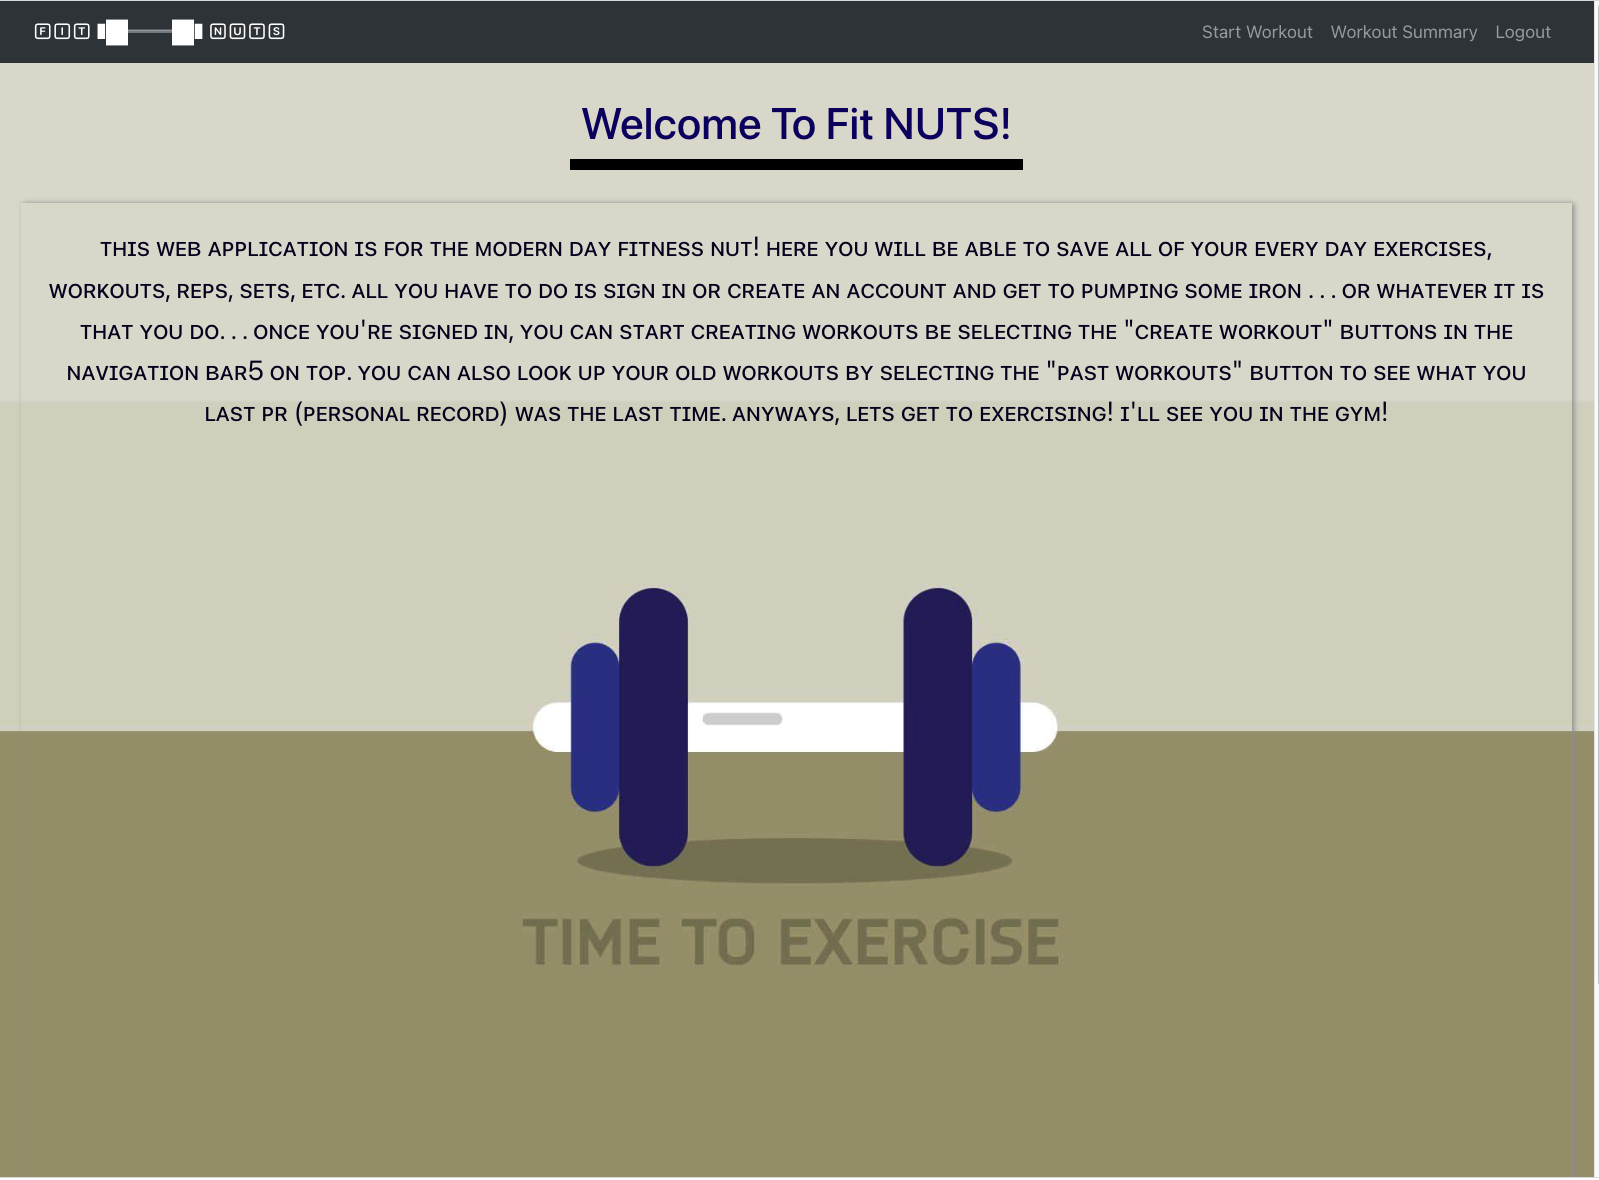 FIT NUTS
Start Workout Workout Summary Logout
Welcome To Fit NUTS!
THIS WEB APPLICATION IS FOR THE MODERN DAY FITNESS NUT! HERE YOU WILL BE ABLE TO SAVE ALL OF YOUR EVERY DAY EXERCISES,
WORKOUTS, REPS, SETS, ETC. ALL YOU HAVE TO DO IS SIGN IN OR CREATE AN ACCOUNT AND GET TO PUMPING SOME IRON . . . OR WHATEVER IT IS
THAT YOU DO. . . ONCE YOU'RE SIGNED IN, YOU CAN START CREATING WORKOUTS BE SELECTING THE "CREATE WORKOUT" BUTTONS IN THE
NAVIGATION BAR5 ON TOP. YOU CAN ALSO LOOK UP YOUR OLD WORKOUTS BY SELECTING THE "PAST WORKOUTS" BUTTON TO SEE WHAT YOU
LAST PR (PERSONAL RECORD) WAS THE LAST TIME. ANYWAYS, LETS GET TO EXERCISING! I'LL SEE YOU IN THE GYM!
TIME TO EXERCISE